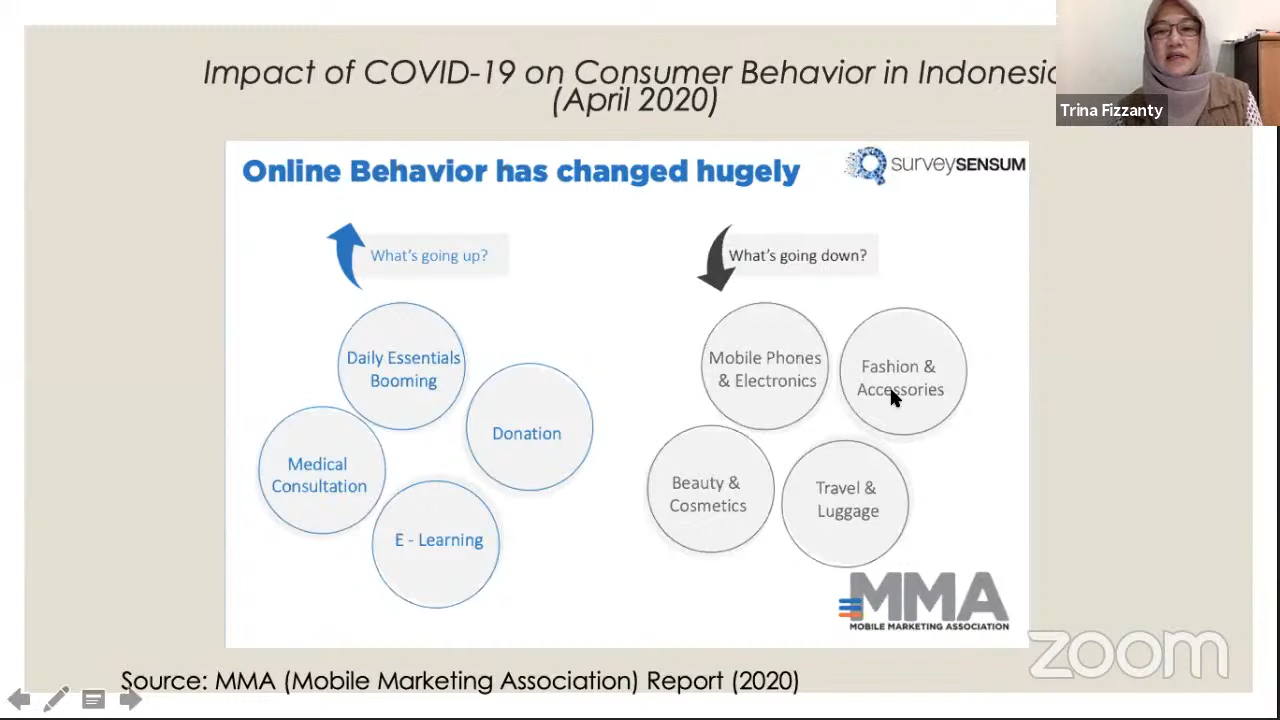 Impact of COVID-19 on Consumer Behavior in Indonesia
(April 2020)
Trina Fizzanty
Online Behavior has changed hugely
surveySENSUM
What's going up?
What's going down?
Daily Essentials
Booming
Donation
Medical
Consultation
E - Learning
Mobile Phones
& Electronics
Fashion &
Accessories
Beauty &
Cosmetics
Travel &
Luggage
MMA
MOBILE MARKETING ASSOCIATION
zoom
Source: MMA (Mobile Marketing Association) Report (2020)